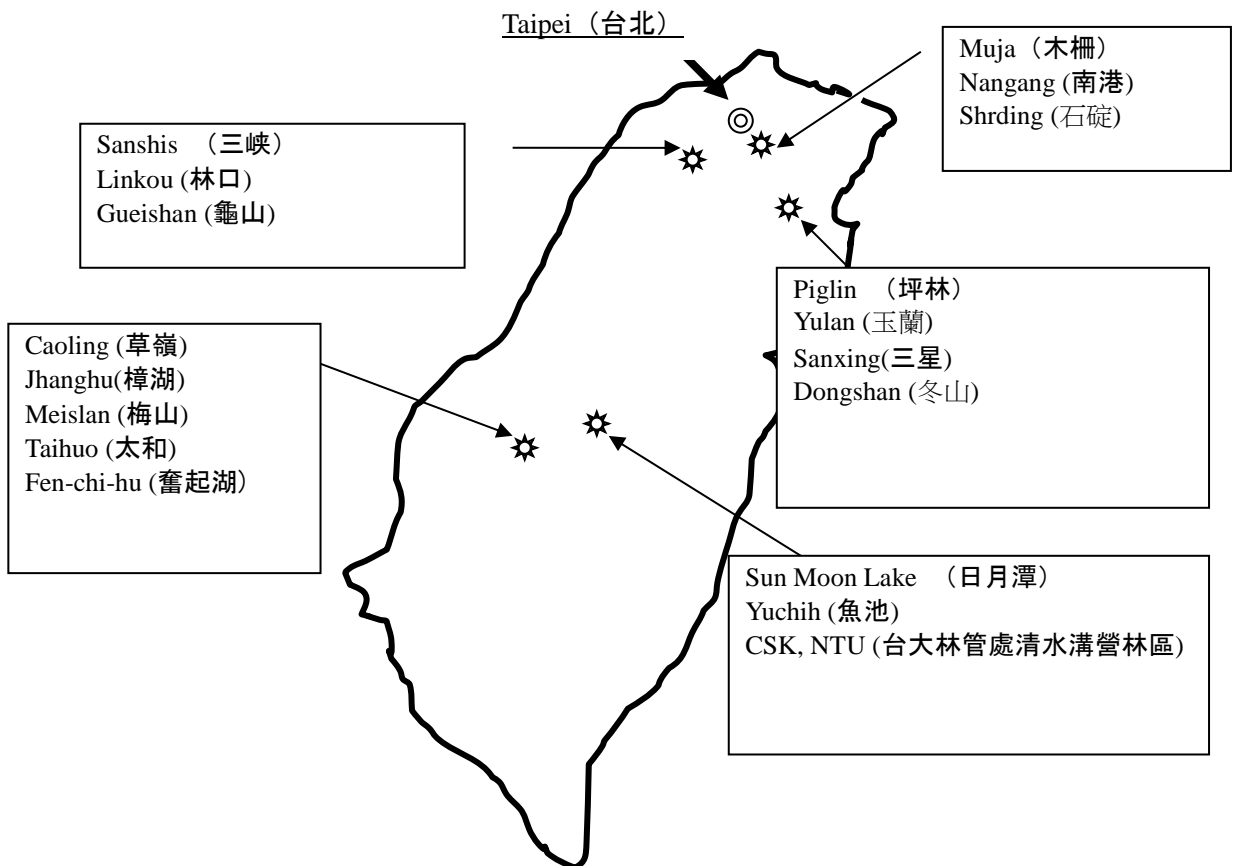 Taipei（台北）
Muja（木柵）
Nangang (南港)
Shrding (石碇)
Sanshis （三峡）
Linkou (林口)
Gueishan (龜山)
Piglin （坪林）
Yulan (玉蘭)
Sanxing(三星)
Dongshan (冬山)
Caoling (草嶺)
Jhanghu(樟湖)
Meislan (梅山)
Taihuo (太和)
Fen-chi-hu (奮起湖）
Sun Moon Lake （日月潭）
Yuchih (魚池)
CSK, NTU (台大林管處清水溝營林區)